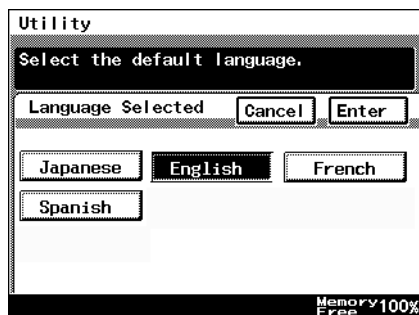 Utility
Select the default language.
Language Selected Cancel Enter
Japanese English French
Spanish
Memory Free 100%